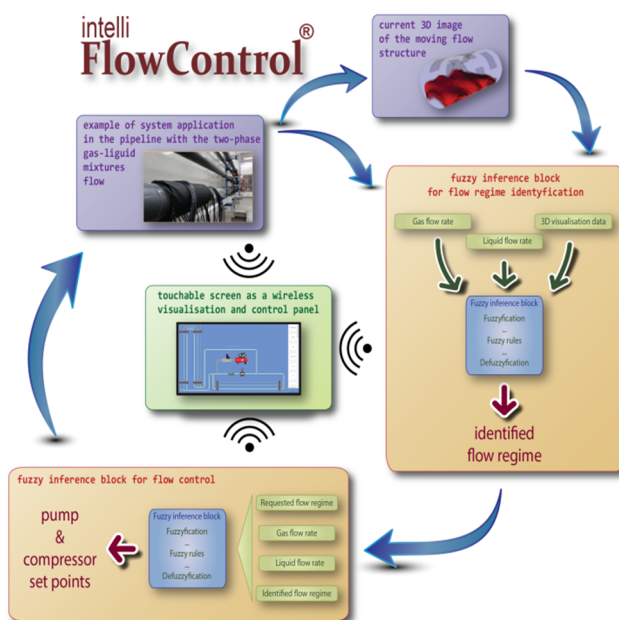 intelli
FlowControl®
current 3D image
of the moving flow
structure
example of system application
in the pipeline with the two-phase
gas-liguid
mixtures
flow
fuzzy inference block
for flow regime identyfication
Gas flow rate
3D visualisation data
Liquid flow rate
Fuzzy inference block
Fuzzyfication
...
Fuzzy rules
...
Defuzzyfication
identified
flow regime
touchable screen as a wireless
visualisation and control panel
fuzzy inference block for flow control
pump
&
compressor
set points
Fuzzy inference block
Fuzzyfication
...
Fuzzy rules
...
Defuzzyfication
Requested flow regime
Gas flow rate
Liquid flow rate
Identified flow regime